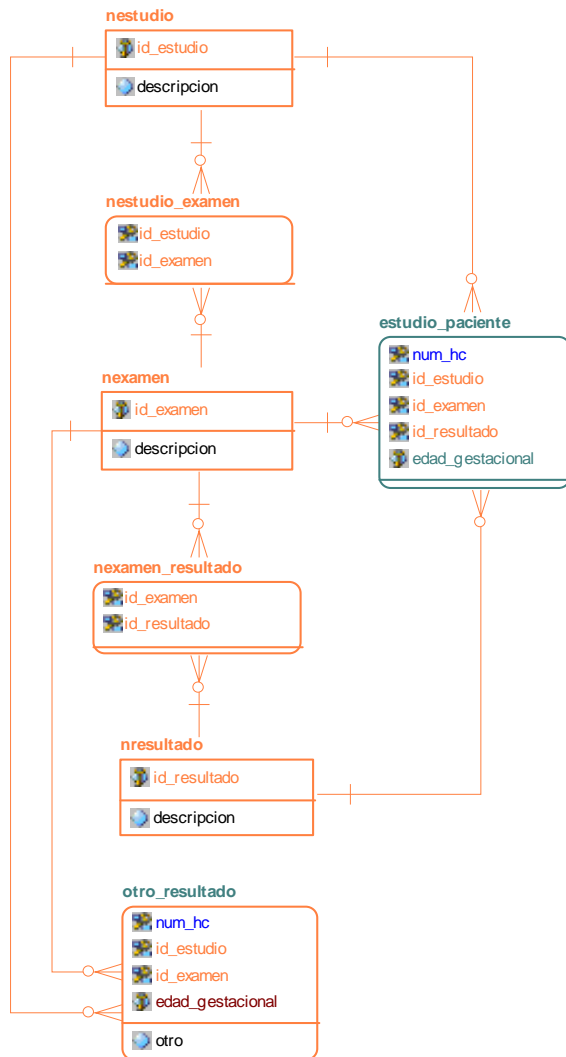 nestudio
id_estudio
descripcion
nestudio_examen
id_estudio
id_examen
estudio_paciente
num_hc
id_estudio
id_examen
id_resultado
edad_gestacional
nexamen
id_examen
descripcion
nexamen_resultado
id_examen
id_resultado
nresultado
id_resultado
descripcion
otro_resultado
num_hc
id_estudio
id_examen
edad_gestacional
otro